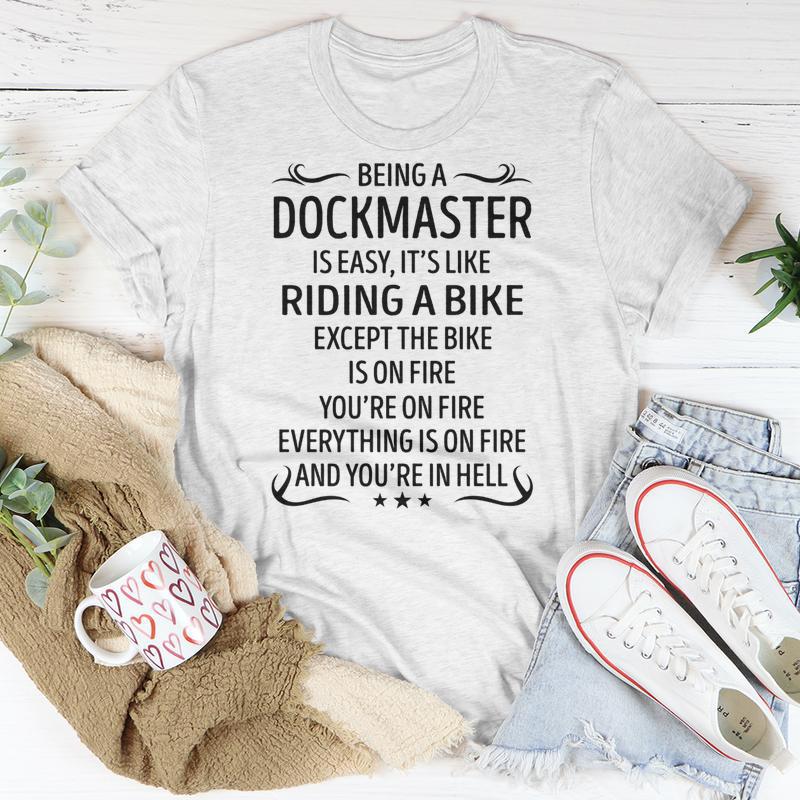 BEING A
DOCKMASTER
IS EASY, IT'S LIKE
RIDING A BIKE
EXCEPT THE BIKE
IS ON FIRE
YOU'RE ON FIRE
EVERYTHING IS ON FIRE
AND YOU'RE IN HELL